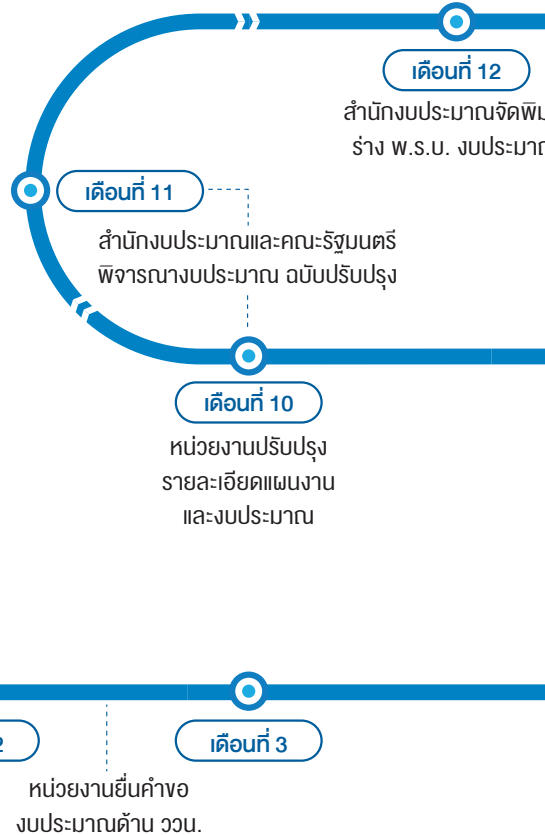 เดือนที่ 12
สำนักงบประมาณจัดพิม
ร่าง พ.ร.บ. งบประมาณ
เดือนที่ 11
สำนักงบประมาณและคณะรัฐมนตรี
พิจารณางบประมาณ ฉบับปรับปรุง
เดือนที่ 10
หน่วยงานปรับปรุง
รายละเอียดแผนงาน
และงบประมาณ
2
เดือนที่ 3
หน่วยงานยื่นคำขอ
งบประมาณด้าน ววน.